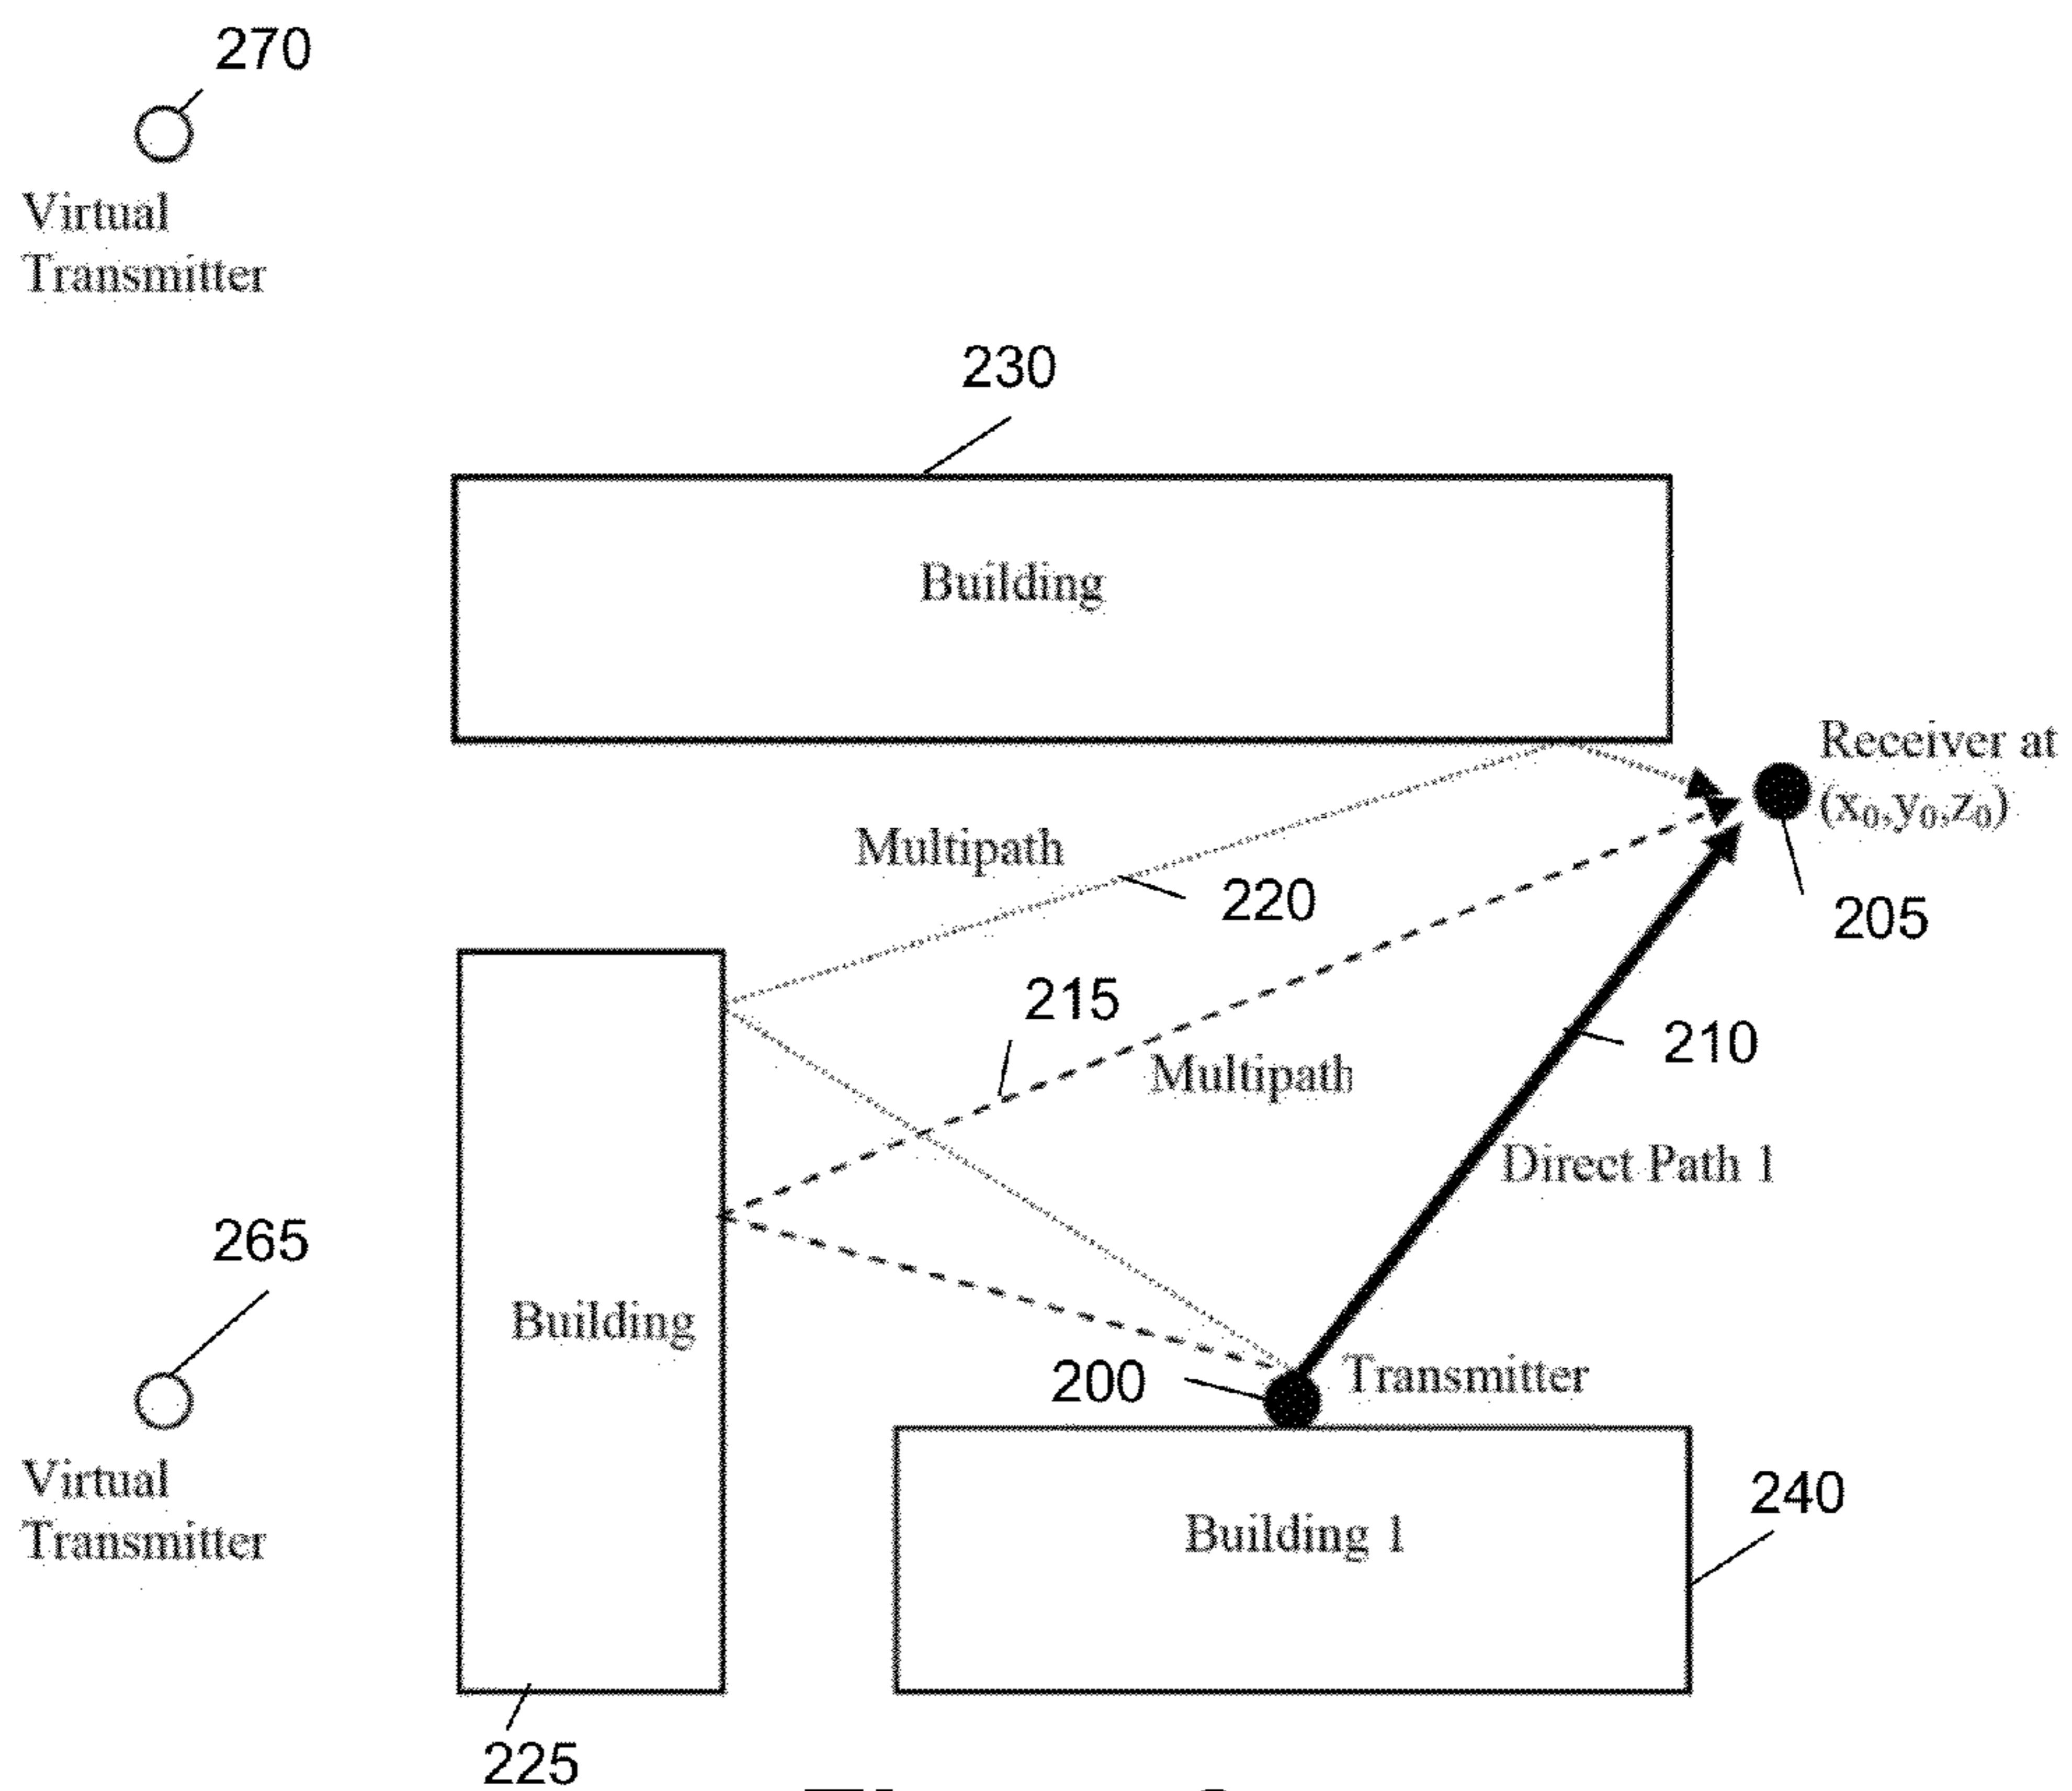 270
Virtual
Transmitter
230
Building
Receiver at
(x₀,y₀,z₀)
Multipath
220
205
215
210
Multipath
Direct Path 1
265
Building
200
Transmitter
Virtual
Transmitter
240
Building 1
225